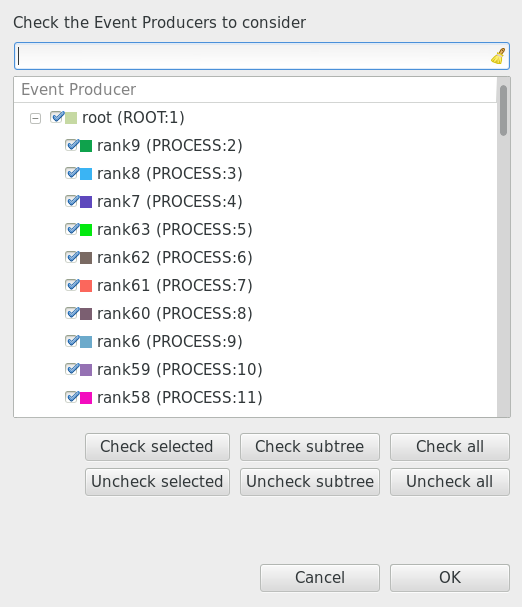 Check the Event Producers to consider
Event Producer
root (ROOT:1)
rank9 (PROCESS:2)
rank8 (PROCESS:3)
rank7 (PROCESS:4)
rank63 (PROCESS:5)
rank62 (PROCESS:6)
rank61 (PROCESS:7)
rank60 (PROCESS:8)
rank6 (PROCESS:9)
rank59 (PROCESS:10)
rank58 (PROCESS:11)
Check selected Check subtree Check all
Uncheck selected Uncheck subtree Uncheck all
Cancel OK